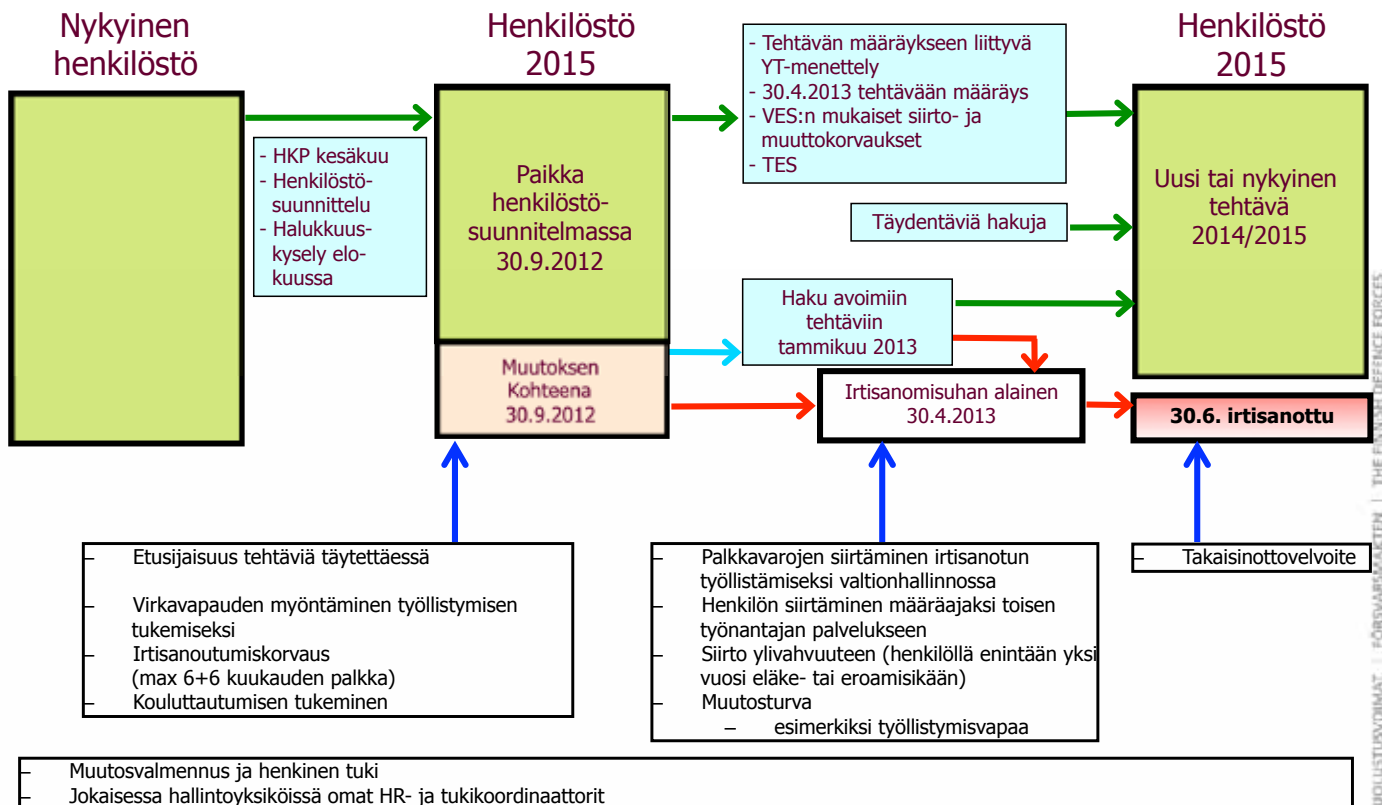 Nykyinen
henkilöstö
Henkilöstö
2015
Henkilöstö
2015
- Tehtävän määräykseen liittyvä
YT-menettely
- 30.4.2013 tehtävään määräys
- VES:n mukaiset siirto- ja
muuttokorvaukset
- TES
- HKP kesäkuu
- Henkilöstö-
suunnittelu
- Halukkuus-
kysely elo-
kuussa
Paikka
henkilöstö-
suunnitelmassa
30.9.2012
Uusi tai nykyinen
tehtävä
2014/2015
Täydentäviä hakuja
Haku avoimiin
tehtäviin
tammikuu 2013
Muutoksen
Kohteena
30.9.2012
Irtisanomisuhan alainen
30.4.2013
30.6. irtisanottu
– Etusijaisuus tehtäviä täytettäessä
– Virkavapauden myöntäminen työllistymisen
tukemiseksi
– Irtisanoutumiskorvaus
(max 6+6 kuukauden palkka)
– Kouluttautumisen tukeminen
– Palkkavarojen siirtäminen irtisanotun
työllistämiseksi valtionhallinnossa
– Henkilön siirtäminen määräajaksi toisen
työnantajan palvelukseen
– Siirto ylivahvuuteen (henkilöllä enintään yksi
vuosi eläke- tai eroamisikään)
– Muutosturva
– esimerkiksi työllistymisvapaa
– Takaisinottovelvoite
– Muutosvalmennus ja henkinen tuki
– Jokaisessa hallintoyksiköissä omat HR- ja tukikoordinaattorit
PUOLUSTUSVOIMAT | FÖRSVARSMAKTEN | THE FINNISH DEFENCE FORCES